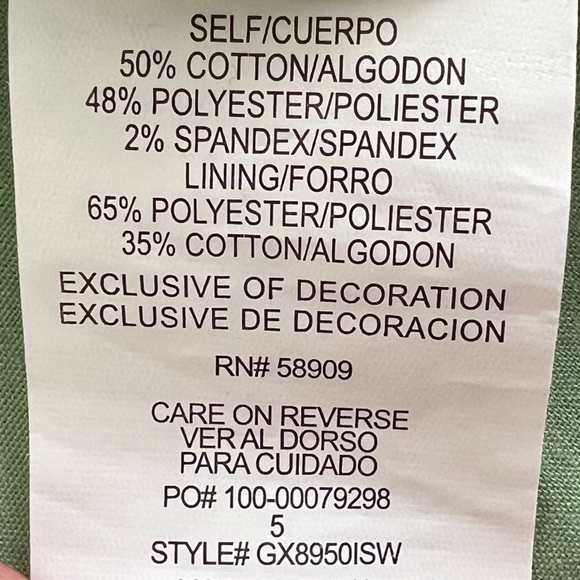 SELF/CUERPO
50% COTTON/ALGODON
48% POLYESTER/POLIESTER
2% SPANDEX/SPANDEX
LINING/FORRO
65% POLYESTER/POLIESTER
35% COTTON/ALGODON
EXCLUSIVE OF DECORATION
EXCLUSIVE DE DECORACION
RN# 58909
CARE ON REVERSE
VER AL DORSO
PARA CUIDADO
PO# 100-00079298
5
STYLE# GX8950ISW